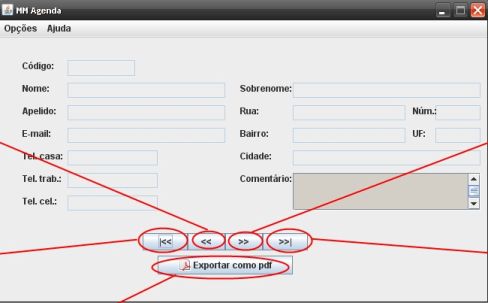 MM Agenda
Opções Ajuda
Código:
Nome: Sobrenome:
Apelido: Rua: Núm.:
E-mail: Bairro: UF:
Tel. casa: Cidade:
Tel. trab.: Comentário:
Tel. cel.:
|<< << >> >>|
Exportar como pdf